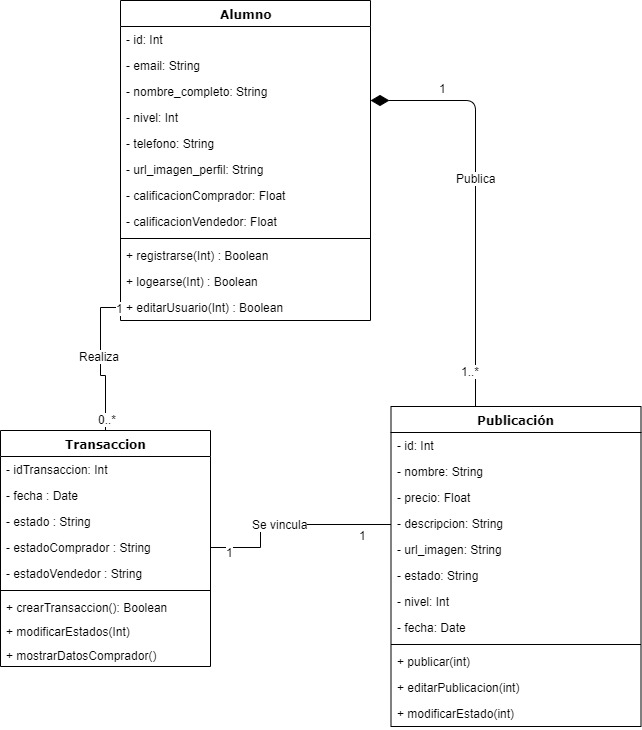 Alumno
- id: Int
- email: String
- nombre_completo: String
- nivel: Int
- telefono: String
- url_imagen_perfil: String
- calificacionComprador: Float
- calificacionVendedor: Float
+ registrarse(Int) : Boolean
+ logearse(Int) : Boolean
+ editarUsuario(Int) : Boolean
1
Publica
1..*
1
Realiza
0..*
Transaccion
- idTransaccion: Int
- fecha : Date
- estado : String
- estadoComprador : String
- estadoVendedor : String
+ crearTransaccion(): Boolean
+ modificarEstados(Int)
+ mostrarDatosComprador()
1
Se vincula
1
Publicación
- id: Int
- nombre: String
- precio: Float
- descripcion: String
- url_imagen: String
- estado: String
- nivel: Int
- fecha: Date
+ publicar(int)
+ editarPublicacion(int)
+ modificarEstado(int)